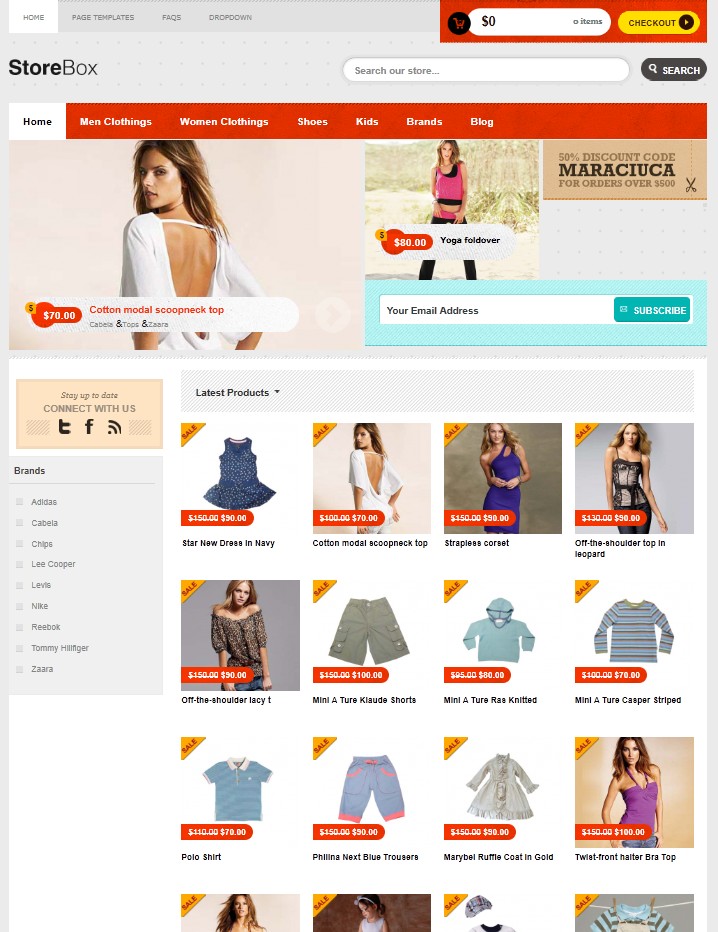 HOME PAGE TEMPLATES FAQS DROPDOWN
$0 0 items CHECKOUT
StoreBox
Search our store... SEARCH
Home Men Clothings Women Clothings Shoes Kids Brands Blog
$ $70.00 Cotton modal scoopneck top
Cabela &Tops &Zaara
$ $80.00 Yoga foldover
50% DISCOUNT CODE
MARACIUCA
FOR ORDERS OVER $500
Your Email Address SUBSCRIBE
Stay up to date
CONNECT WITH US
Brands
Adidas
Cabela
Chips
Lee Cooper
Levis
Nike
Reebok
Tommy Hilfiger
Zaara
Latest Products
SALE SALE SALE SALE
$150.00 $90.00 $100.00 $70.00 $150.00 $90.00 $130.00 $90.00
Star New Dress in Navy Cotton modal scoopneck top Strapless corset Off-the-shoulder top in
leopard
SALE SALE SALE SALE
$150.00 $90.00 $150.00 $100.00 $95.00 $60.00 $100.00 $70.00
Off-the-shoulder lacy t Mini A Ture Klaude Shorts Mini A Ture Ras Knitted Mini A Ture Casper Striped
SALE SALE SALE SALE
$110.00 $70.00 $150.00 $90.00 $150.00 $90.00 $150.00 $100.00
Polo Shirt Philina Next Blue Trousers Marybel Ruffle Coat in Gold Twist-front halter Bra Top
SALE SALE SALE SALE